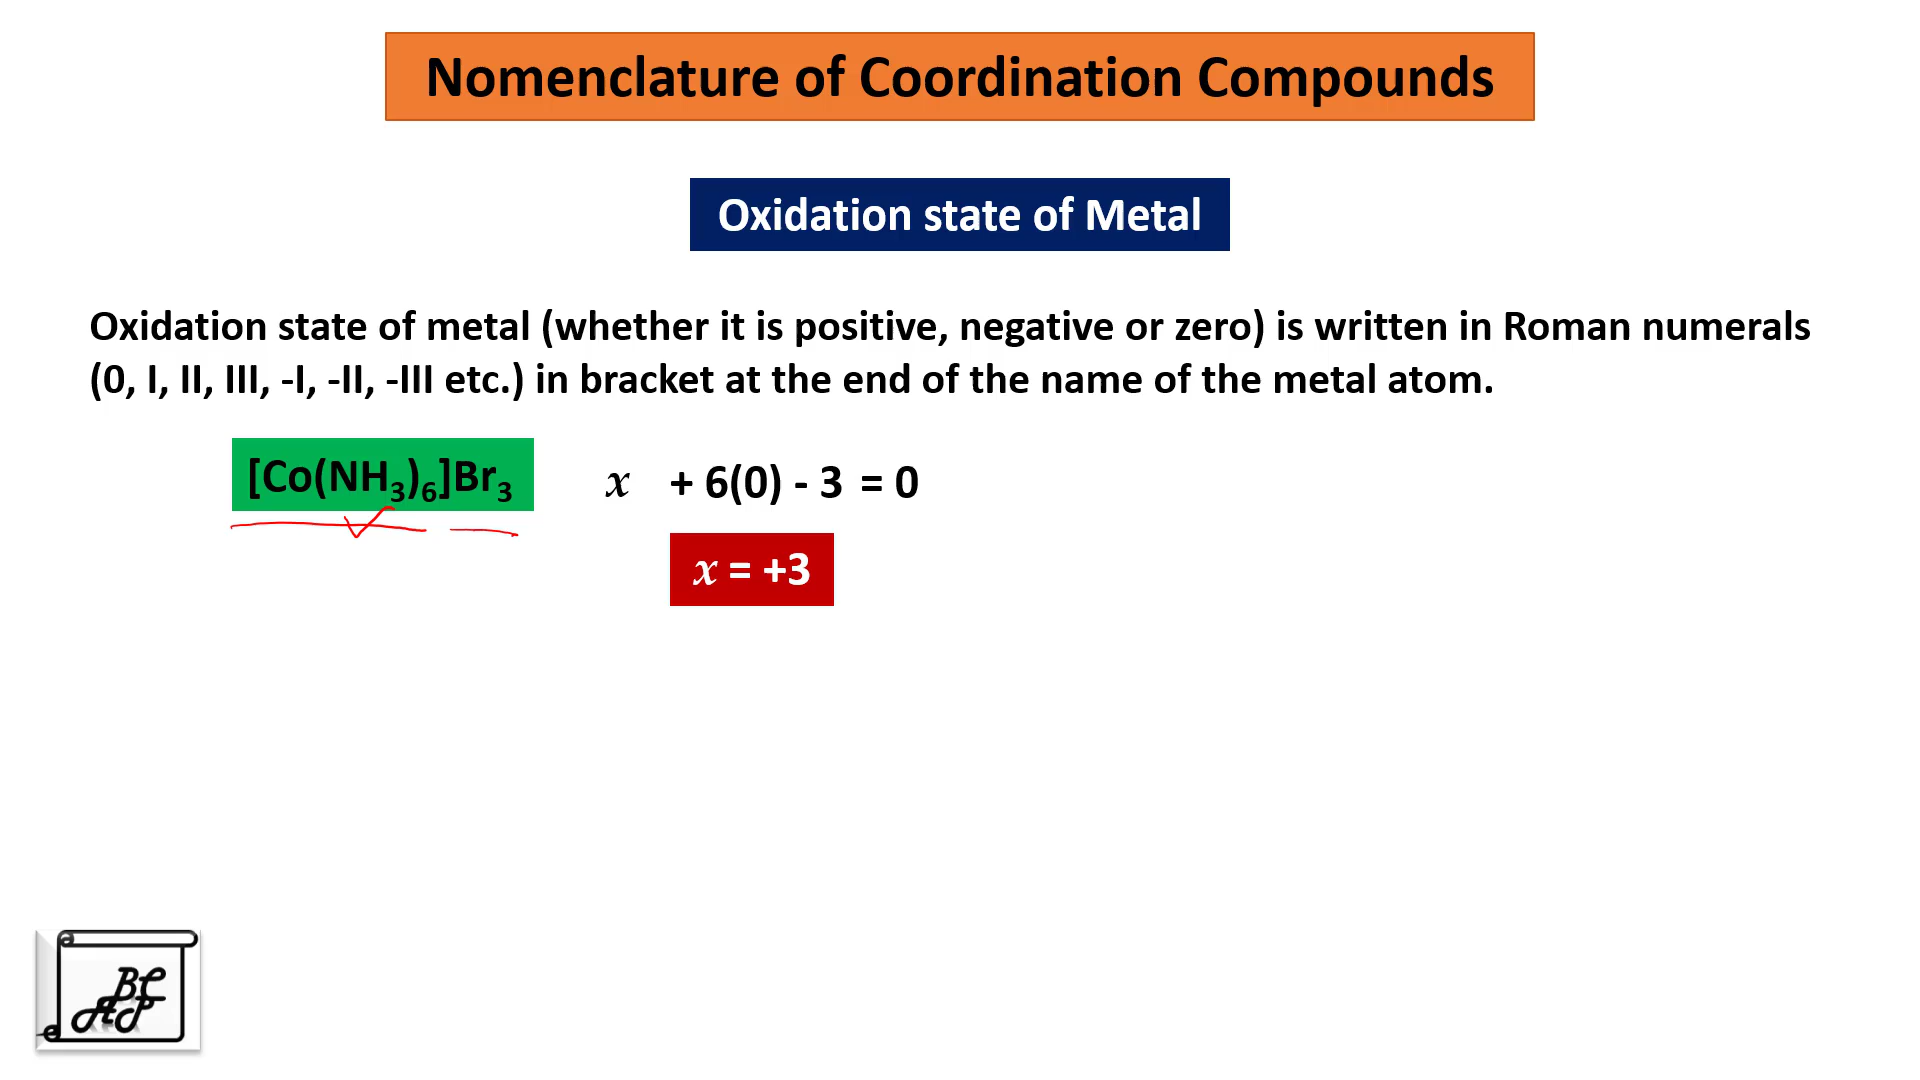 Nomenclature of Coordination Compounds
Oxidation state of Metal
Oxidation state of metal (whether it is positive, negative or zero) is written in Roman numerals
(0, I, II, III, -I, -II, -III etc.) in bracket at the end of the name of the metal atom.
[Co(NH₃)₆]Br₃ x + 6(0) - 3 = 0
x = +3
BC
AP